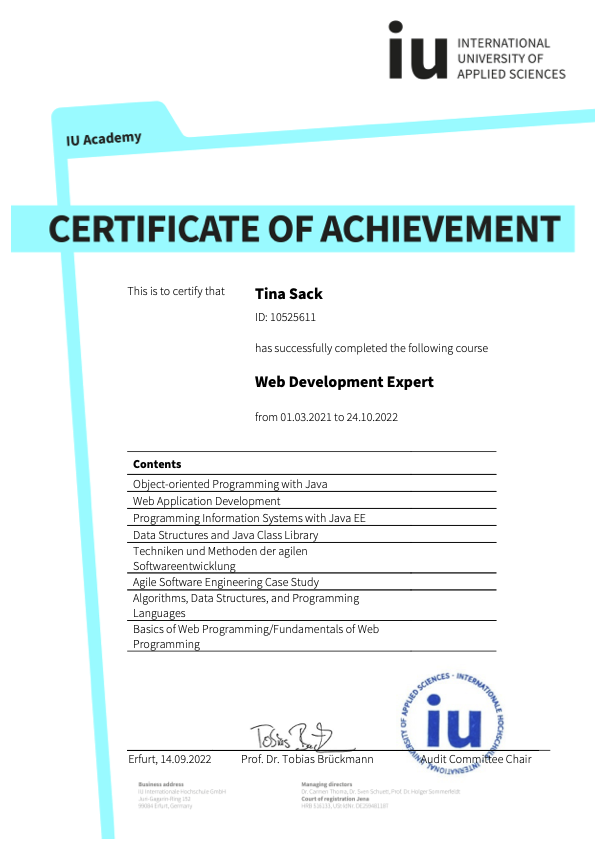 iu INTERNATIONAL
UNIVERSITY OF
APPLIED SCIENCES
IU Academy
CERTIFICATE OF ACHIEVEMENT
This is to certify that
Tina Sack
ID: 10525611
has successfully completed the following course
Web Development Expert
from 01.03.2021 to 24.10.2022
Contents
Object-oriented Programming with Java
Web Application Development
Programming Information Systems with Java EE
Data Structures and Java Class Library
Techniken und Methoden der agilen
Softwareentwicklung
Agile Software Engineering Case Study
Algorithms, Data Structures, and Programming
Languages
Basics of Web Programming/Fundamentals of Web
Programming
UNIVERSITY OF APPLIED SCIENCES · INTERNATIONALE HOCHSCHULE
iu
INTERNATIONAL
Tobias
Erfurt, 14.09.2022 Prof. Dr. Tobias Brückmann Audit Committee Chair
Business address
IU Internationale Hochschule GmbH
Juri-Gagarin-Ring 152
99084 Erfurt, Germany
Managing directors
Dr. Carmen Thoma, Dr. Sven Schuett, Prof. Dr. Holger Sommerfeldt
Court of registration Jena